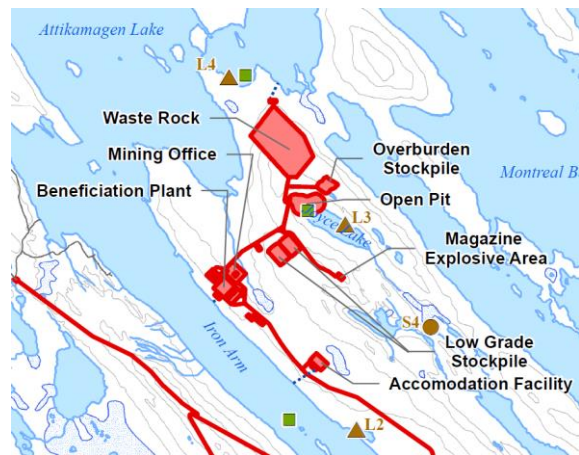 Attikamagen Lake
L4
Waste Rock
Mining Office
Beneficiation Plant
Overburden
Stockpile
Open Pit
Montreal B
L3
Lake
Magazine
Explosive Area
S4
Iron Arm
Low Grade
Stockpile
Accomodation Facility
L2